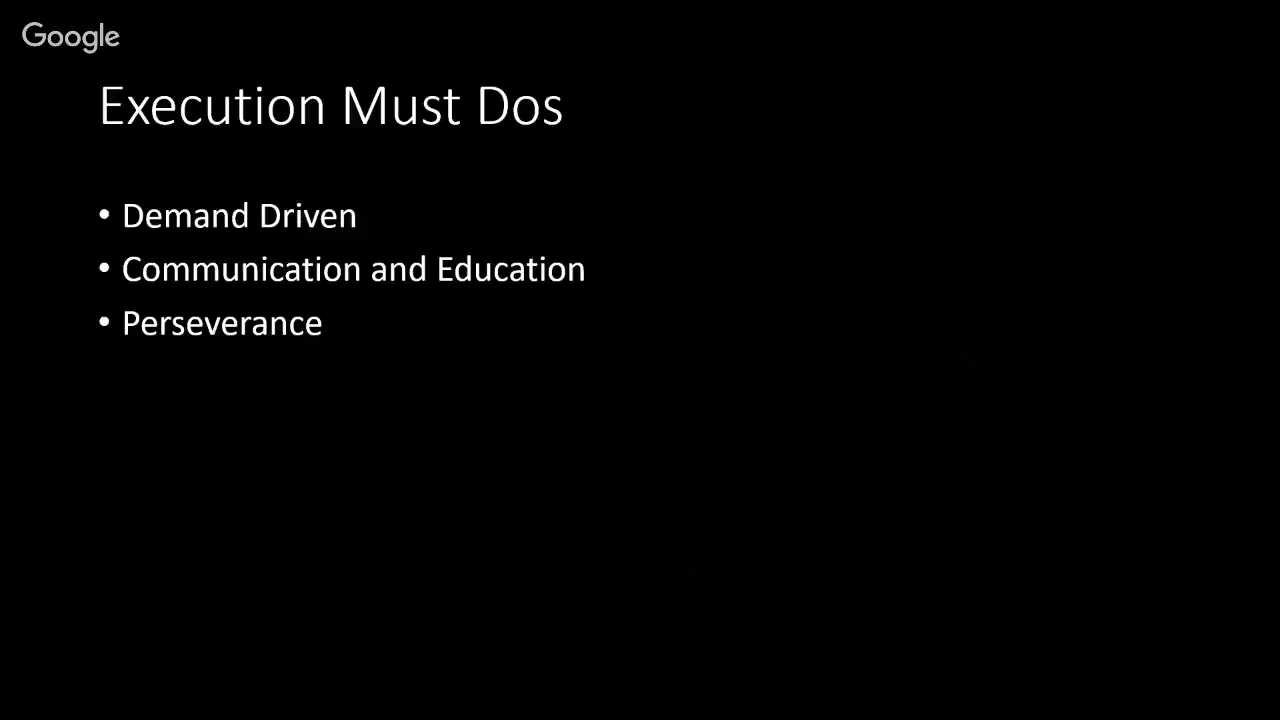 Google
Execution Must Dos
• Demand Driven
• Communication and Education
• Perseverance